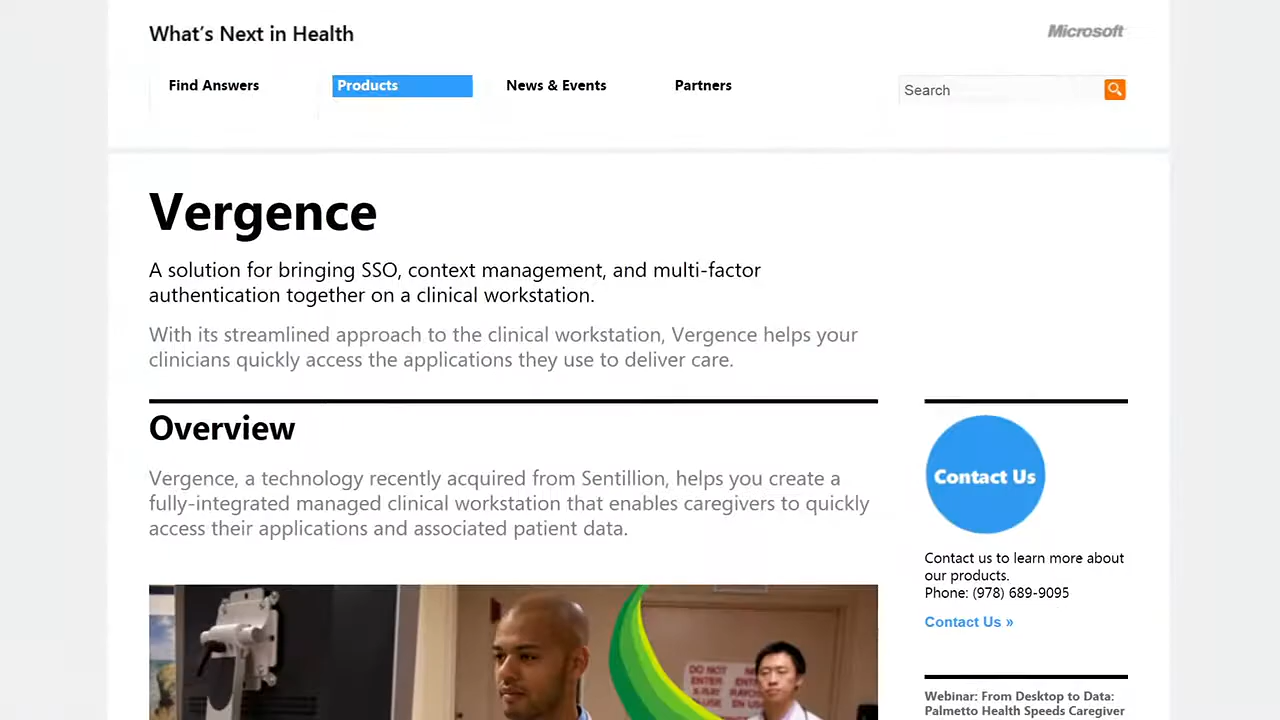 What's Next in Health
Microsoft
Find Answers
Products
News & Events
Partners
Search
Vergence
A solution for bringing SSO, context management, and multi-factor
authentication together on a clinical workstation.
With its streamlined approach to the clinical workstation, Vergence helps your
clinicians quickly access the applications they use to deliver care.
Overview
Vergence, a technology recently acquired from Sentillion, helps you create a
fully-integrated managed clinical workstation that enables caregivers to quickly
access their applications and associated patient data.
DO NOT
ENTER
X-RAY
Contact Us
Contact us to learn more about
our products.
Phone: (978) 689-9095
Contact Us »
Webinar: From Desktop to Data:
Palmetto Health Speeds Caregiver